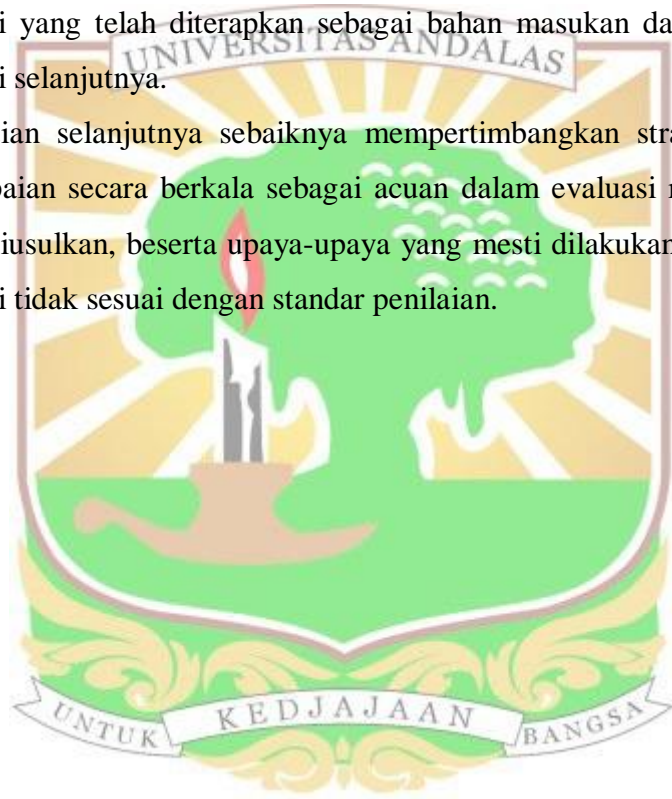 i yang telah diterapkan sebagai bahan masukan da
UNIVERSITAS ANDALAS
i selanjutnya.
ian selanjutnya sebaiknya mempertimbangkan stra
paian secara berkala sebagai acuan dalam evaluasi
iusulkan, beserta upaya-upaya yang mesti dilakukan
i tidak sesuai dengan standar penilaian.
UNTUK KEDJAJAAN BANGSA